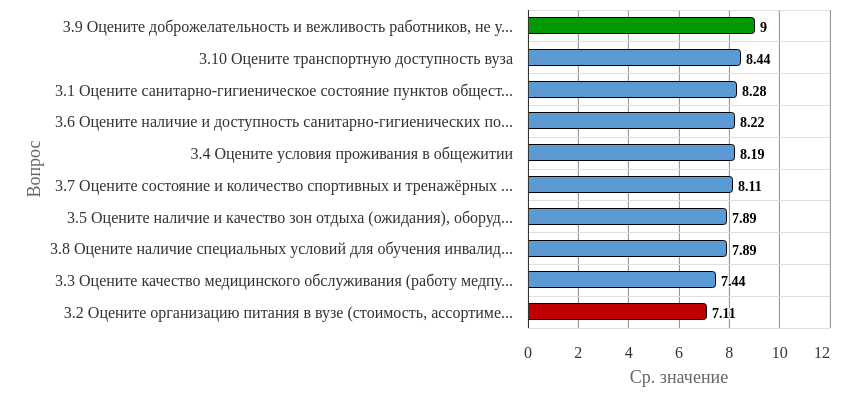 3.9 Оцените доброжелательность и вежливость работников, не у... 9
3.10 Оцените транспортную доступность вуза 8.44
3.1 Оцените санитарно-гигиеническое состояние пунктов общест... 8.28
3.6 Оцените наличие и доступность санитарно-гигиенических по... 8.22
3.4 Оцените условия проживания в общежитии 8.19
3.7 Оцените состояние и количество спортивных и тренажёрных ... 8.11
3.5 Оцените наличие и качество зон отдыха (ожидания), оборуд... 7.89
3.8 Оцените наличие специальных условий для обучения инвалид... 7.89
3.3 Оцените качество медицинского обслуживания (работу медпу... 7.44
3.2 Оцените организацию питания в вузе (стоимость, ассортиме... 7.11
Вопрос
0 2 4 6 8 10 12
Ср. значение